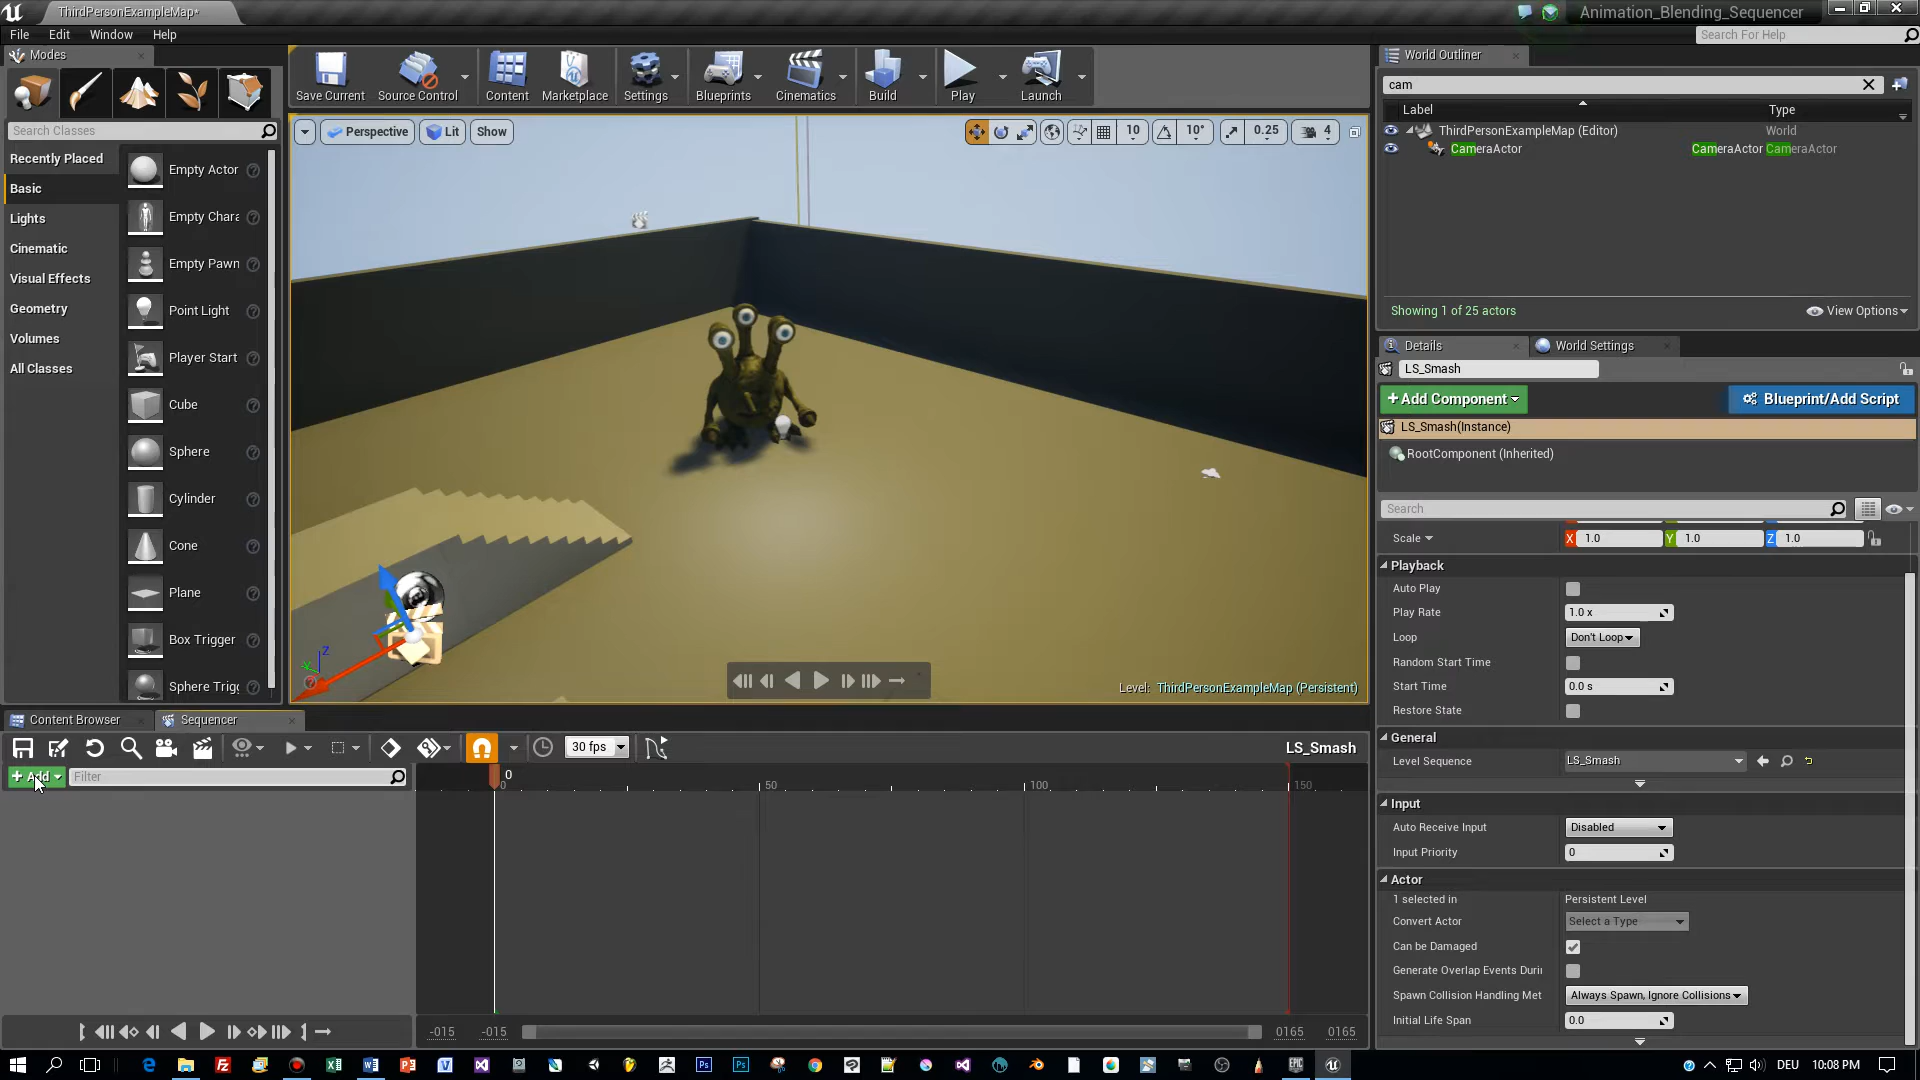 ThirdPersonExampleMap*
Animation_Blending_Sequencer
File Edit Window Help
Search For Help
Modes
Search Classes
Recently Placed
Basic
Lights
Cinematic
Visual Effects
Geometry
Volumes
All Classes
Empty Actor
Empty Chara
Empty Pawn
Point Light
Player Start
Cube
Sphere
Cylinder
Cone
Plane
Box Trigger
Sphere Trigg
Save Current
Source Control
Content
Marketplace
Settings
Blueprints
Cinematics
Build
Play
Launch
Perspective Lit Show
10 10° 0.25 4
Level: ThirdPersonExampleMap (Persistent)
World Outliner
cam
Label Type
ThirdPersonExampleMap (Editor) World
CameraActor CameraActor CameraActor
Showing 1 of 25 actors
View Options
Details
World Settings
LS_Smash
+Add Component
Blueprint/Add Script
LS_Smash(Instance)
RootComponent (Inherited)
Search
Scale X 1.0 Y 1.0 Z 1.0
Playback
Auto Play
Play Rate 1.0 x
Loop Don't Loop
Random Start Time
Start Time 0.0 s
Restore State
General
Level Sequence LS_Smash
Input
Auto Receive Input Disabled
Input Priority 0
Actor
1 selected in Persistent Level
Convert Actor Select a Type
Can be Damaged
Generate Overlap Events Duri
Spawn Collision Handling Met Always Spawn, Ignore Collisions
Initial Life Span 0.0
Content Browser
Sequencer
30 fps
LS_Smash
+ Add
Filter
0
0 50 100 150
-015 -015 0165 0165
DEU 10:08 PM